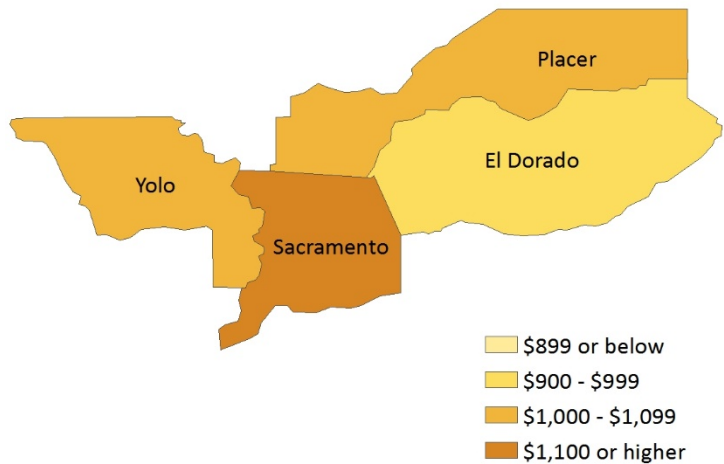 Placer
El Dorado
Yolo
Sacramento
$899 or below
$900 - $999
$1,000 - $1,099
$1,100 or higher